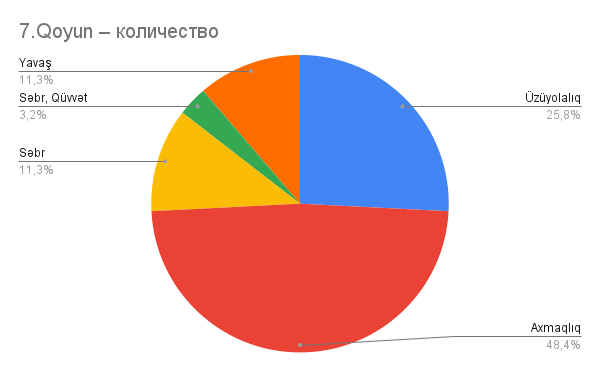 7.Qoyun – количество
Yavaş
11,3%
Səbr, Qüvvət
3,2%
Səbr
11,3%
Üzüyolalıq
25,8%
Axmaqlıq
48,4%